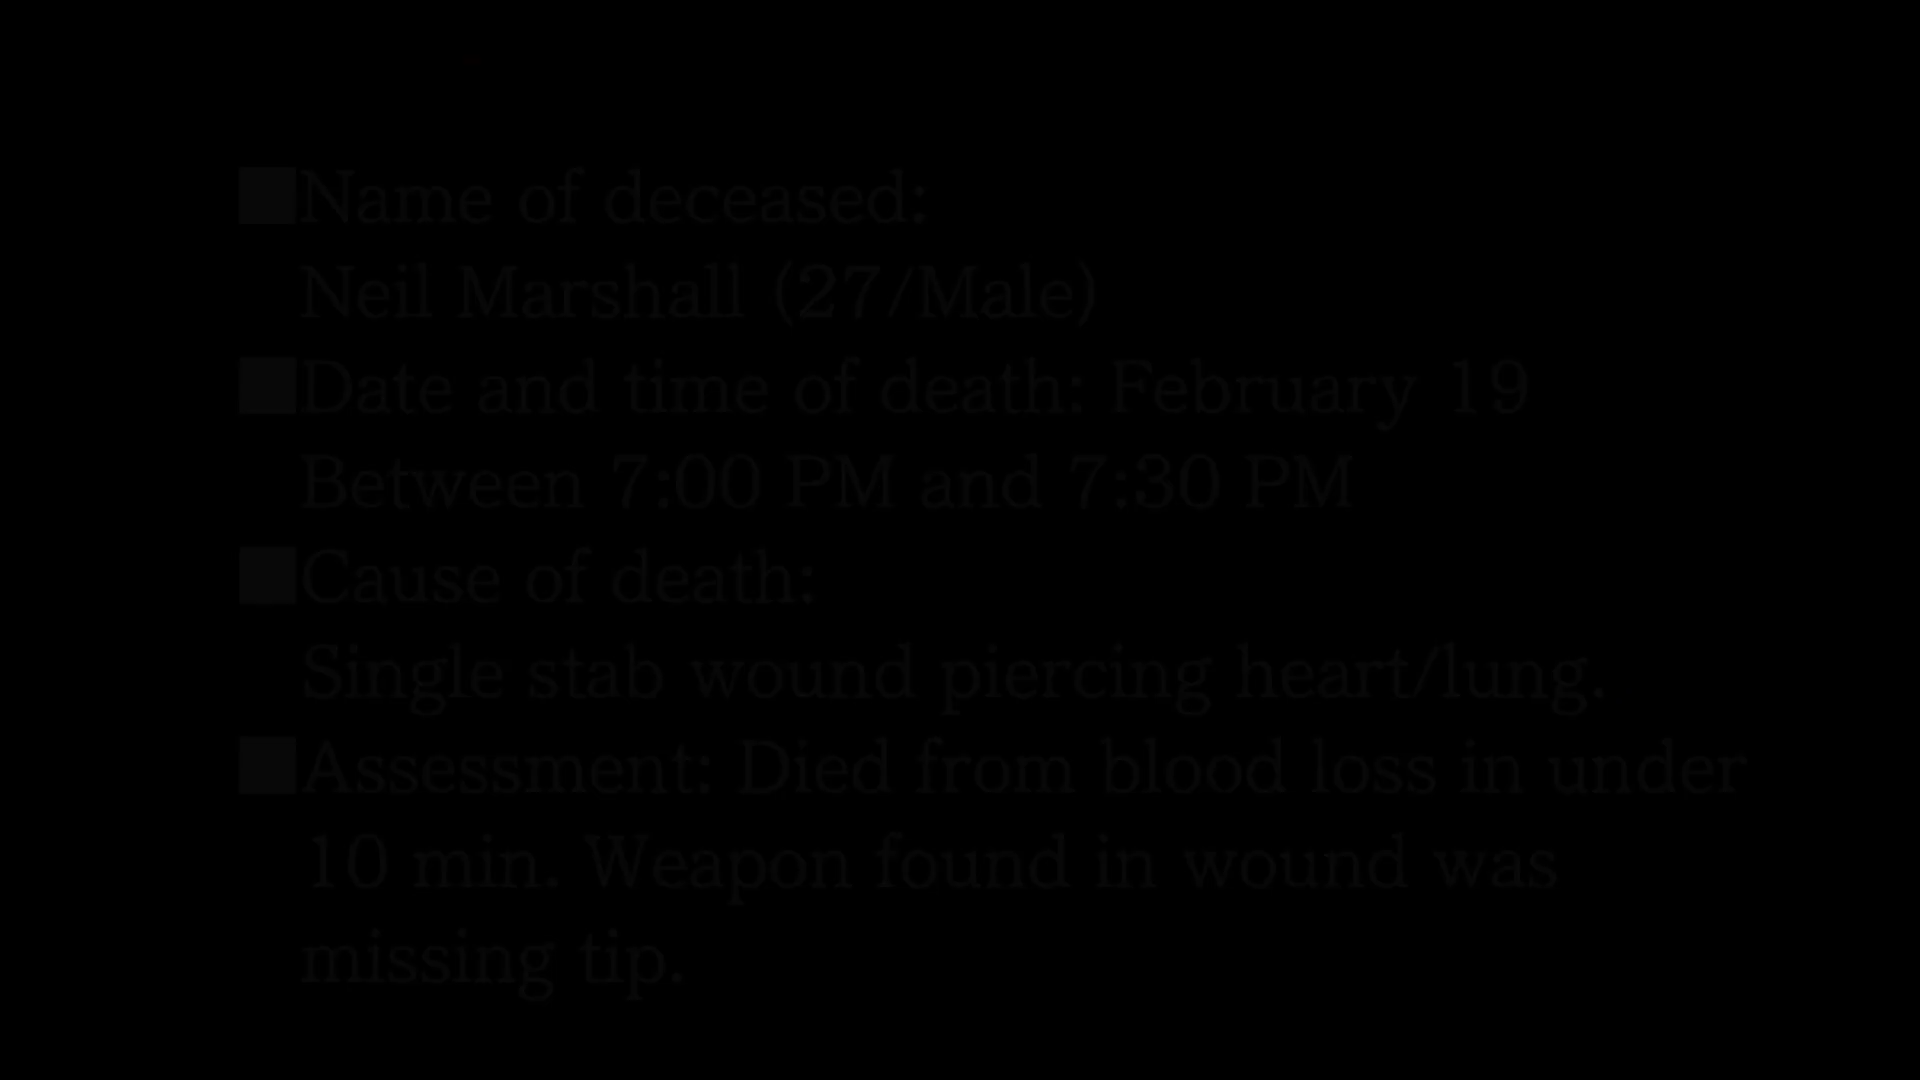 ■Name of deceased:
Neil Marshall (27/Male)
■Date and time of death: February 19
Between 7:00 PM and 7:30 PM
■Cause of death:
Single stab wound piercing heart/lung.
■Assessment: Died from blood loss in under
10 min. Weapon found in wound was
missing tip.